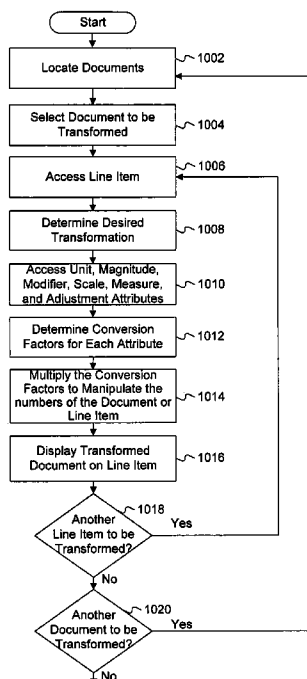 Start
Locate Documents
1002
Select Document to be
Transformed
1004
Access Line Item
1006
Determine Desired
Transformation
1008
Access Unit, Magnitude,
Modifier, Scale, Measure,
and Adjustment Attributes
1010
Determine Conversion
Factors for Each Attribute
1012
Multiply the Conversion
Factors to Manipulate the
numbers of the Document or
Line Item
1014
Display Transformed
Document on Line Item
1016
1018
Another
Line Item to be
Transformed?
Yes
No
1020
Another
Document to be
Transformed?
Yes
No